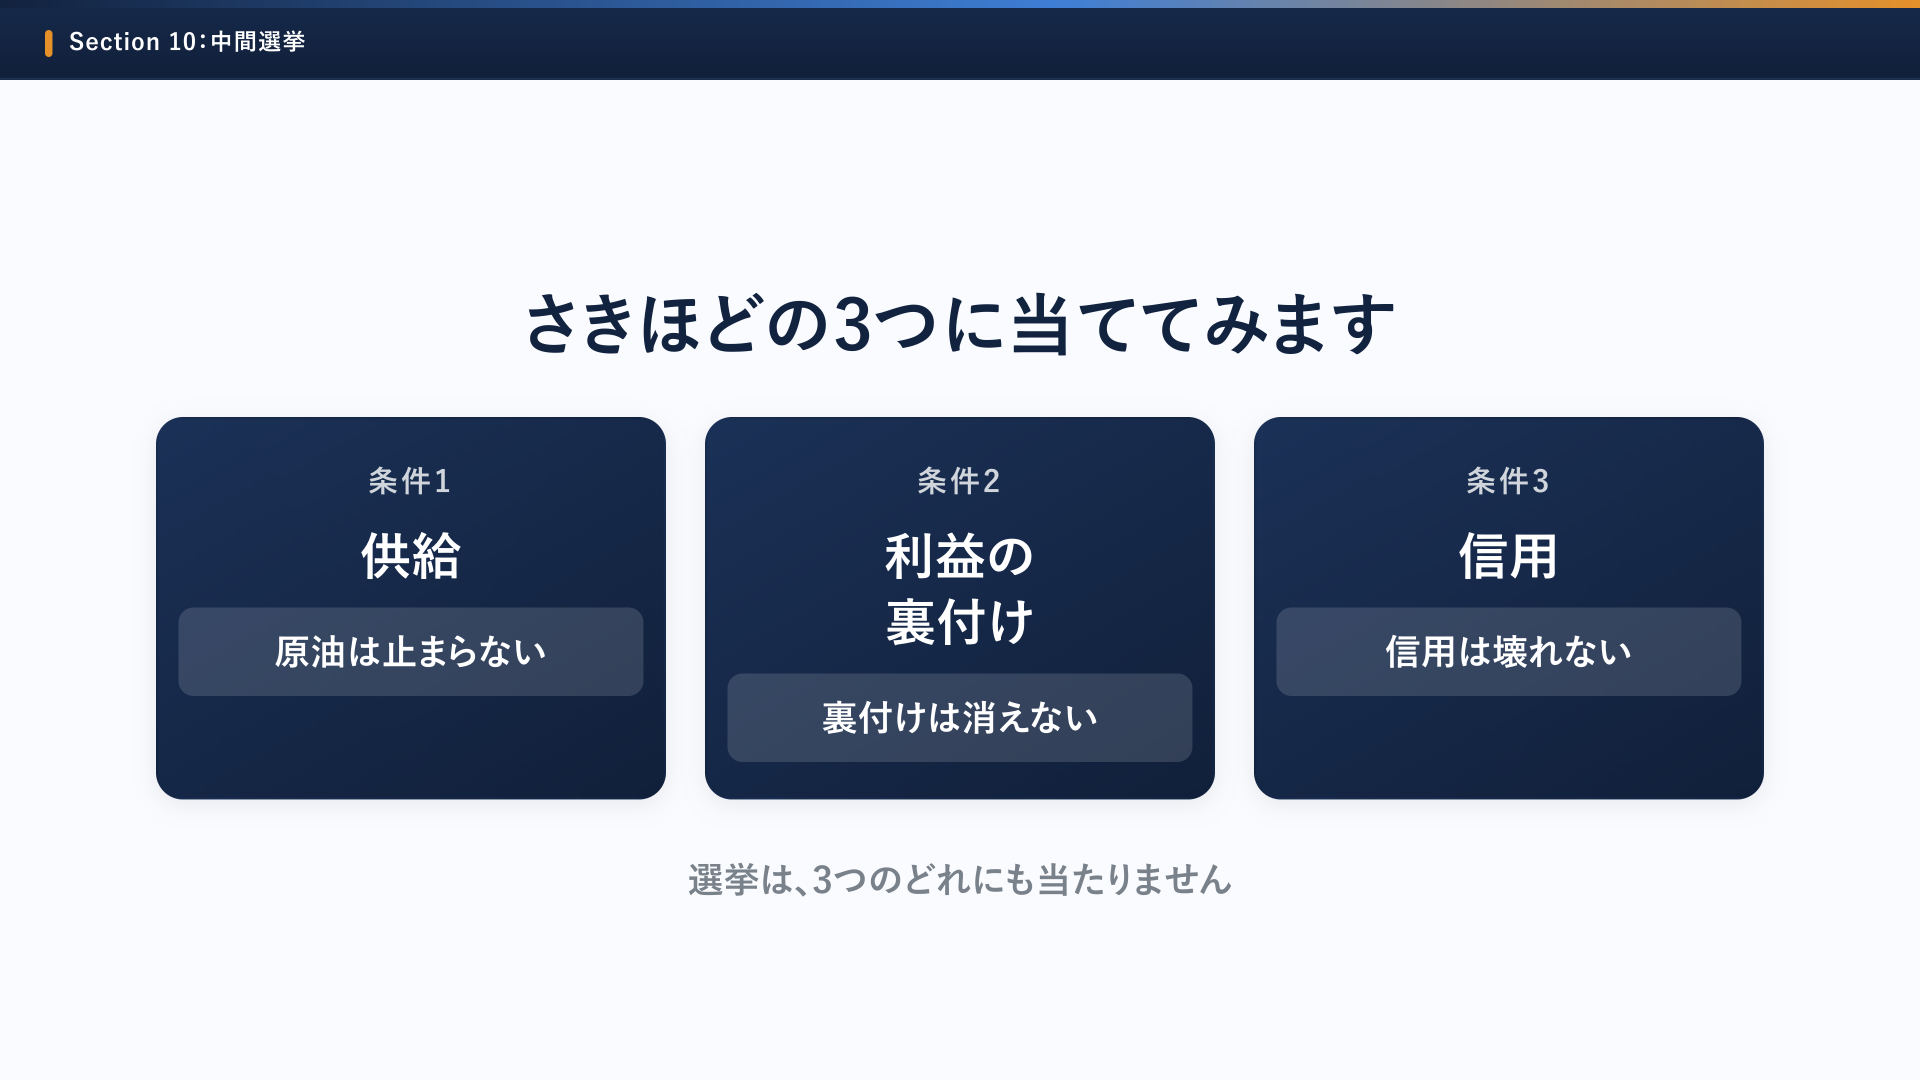 Section 10：中間選挙
さきほどの3つに当ててみます
条件1
供給
原油は止まらない
条件2
利益の
裏付け
裏付けは消えない
条件3
信用
信用は壊れない
選挙は、3つのどれにも当たりません